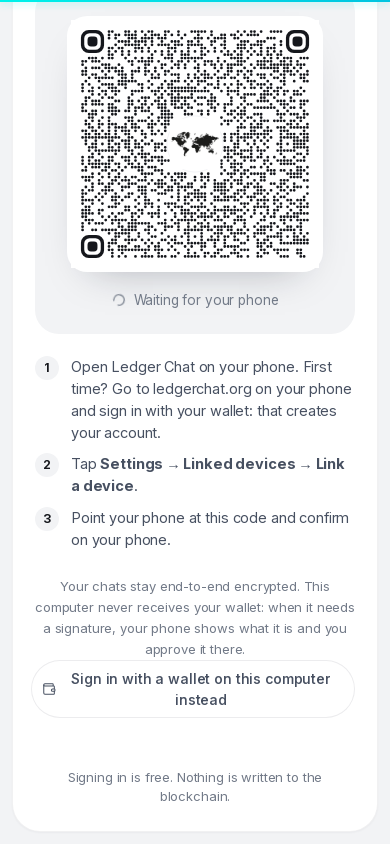 Waiting for your phone
1 Open Ledger Chat on your phone. First
time? Go to ledgerchat.org on your phone
and sign in with your wallet: that creates
your account.
2 Tap Settings → Linked devices → Link
a device.
3 Point your phone at this code and confirm
on your phone.
Your chats stay end-to-end encrypted. This
computer never receives your wallet: when it needs
a signature, your phone shows what it is and you
approve it there.
Sign in with a wallet on this computer
instead
Signing in is free. Nothing is written to the
blockchain.